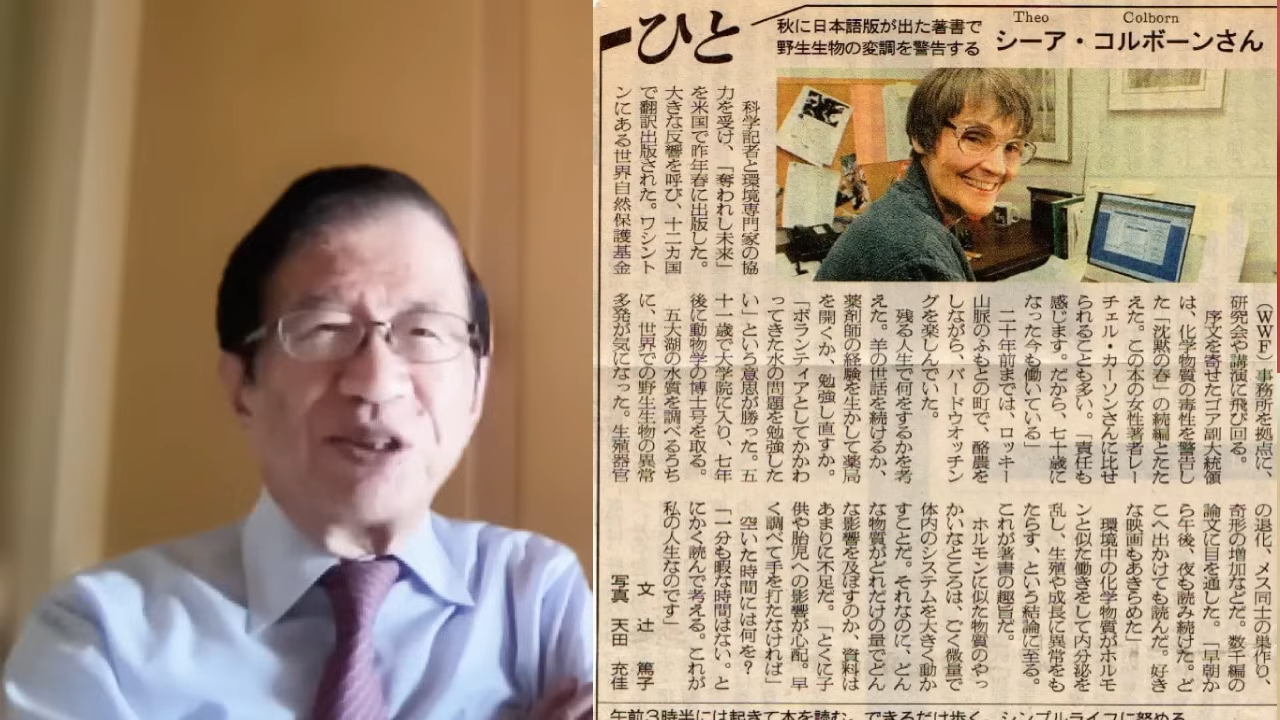 ひと
秋に日本語版が出た著書で
野生生物の変調を警告する
Theo Colborn
シーア・コルボーンさん
科学記者と環境専門家の協
力を受け、「奪われし未来」
を米国で昨年春に出版した。
大きな反響を呼び、十二カ国
で翻訳出版された。ワシント
ンにある世界自然保護基金
（WWF）事務所を拠点に、
研究会や講演に飛び回る。
序文を寄せたゴア副大統領
は、化学物質の毒性を警告し
た「沈黙の春」の続編とたた
えた。この本の女性著者レー
チェル・カーソンさんに比せ
られることも多い。「責任も
感じます。だから、七十歳に
なった今も働いている」
二十年前までは、ロッキー
山脈のふもとの町で、酪農を
しながら、バードウオッチン
グを楽しんでいた。
残る人生で何をするかを考
えた。羊の世話を続けるか、
薬剤師の経験を生かして薬局
を開くか、勉強し直すか。
「ボランティアとしてかかわ
ってきた水の問題を勉強した
い」という意思が勝った。五
十一歳で大学院に入り、七年
後に動物学の博士号を取る。
五大湖の水質を調べるうち
に、世界での野生生物の異常
多発が気になった。生殖器官
の退化、メス同士の巣作り、
奇形の増加などだ。数千編の
論文に目を通した。「早朝か
ら午後、夜も読み続けた。ど
こへ出かけても読んだ。好き
な映画もあきらめた」
環境中の化学物質がホルモ
ンと似た働きをして内分泌を
乱し、生殖や成長に異常をも
たらす、という結論に至る。
これが著書の趣旨だ。
ホルモンに似た物質のやっ
かいなところは、ごく微量で
体内のシステムを大きく動か
すことだ。それなのに、どん
な物質がどれだけの量でどん
な影響を及ぼすのか、資料は
あまりに不足だ。「とくに子
供や胎児への影響が心配。早
く調べて手を打たなければ」
空いた時間には何を？
「一分も暇な時間はない。と
にかく読んで考える。これが
私の人生なのです」
文 辻 篤子
写真 天田 充佳
午前3時半には起きて本を読む。できるだけ歩く。シンプルライフに努める。